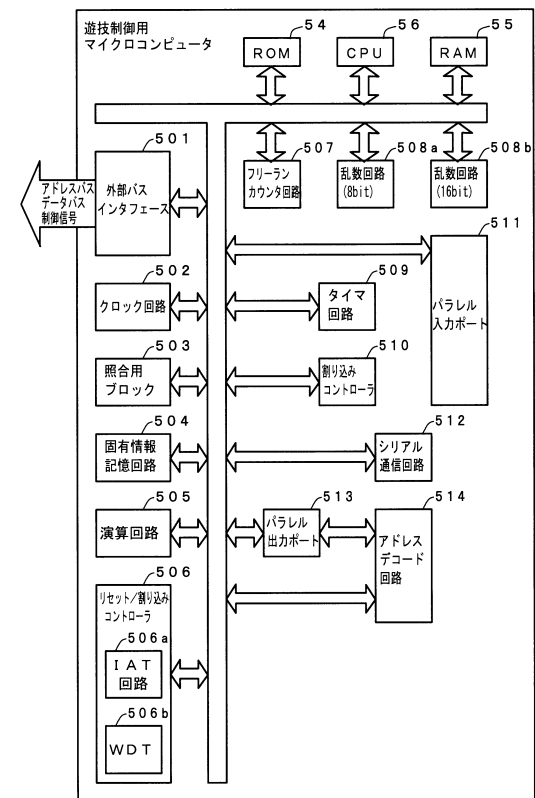 遊技制御用
マイクロコンピュータ
54
56
55
ROM
CPU
RAM
501
507
508a
508b
アドレスバス
データバス
制御信号
外部バス
インタフェース
フリーラン
カウンタ回路
乱数回路
(8bit)
乱数回路
(16bit)
511
502
509
クロック回路
タイマ
回路
パラレル
入力ポート
503
510
照合用
ブロック
割り込み
コントローラ
504
512
固有情報
記憶回路
シリアル
通信回路
505
513
514
演算回路
パラレル
出力ポート
アドレス
デコード
回路
506
リセット/割り込み
コントローラ
506a
IAT
回路
506b
WDT